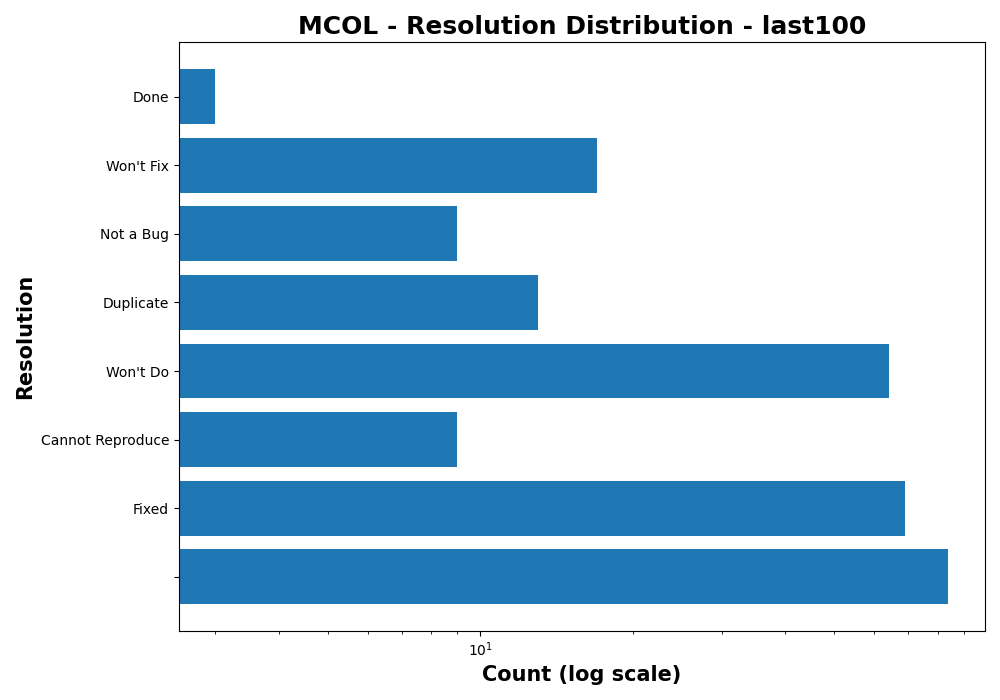 MCOL - Resolution Distribution - last100
Resolution
Done
Won't Fix
Not a Bug
Duplicate
Won't Do
Cannot Reproduce
Fixed
10¹
Count (log scale)